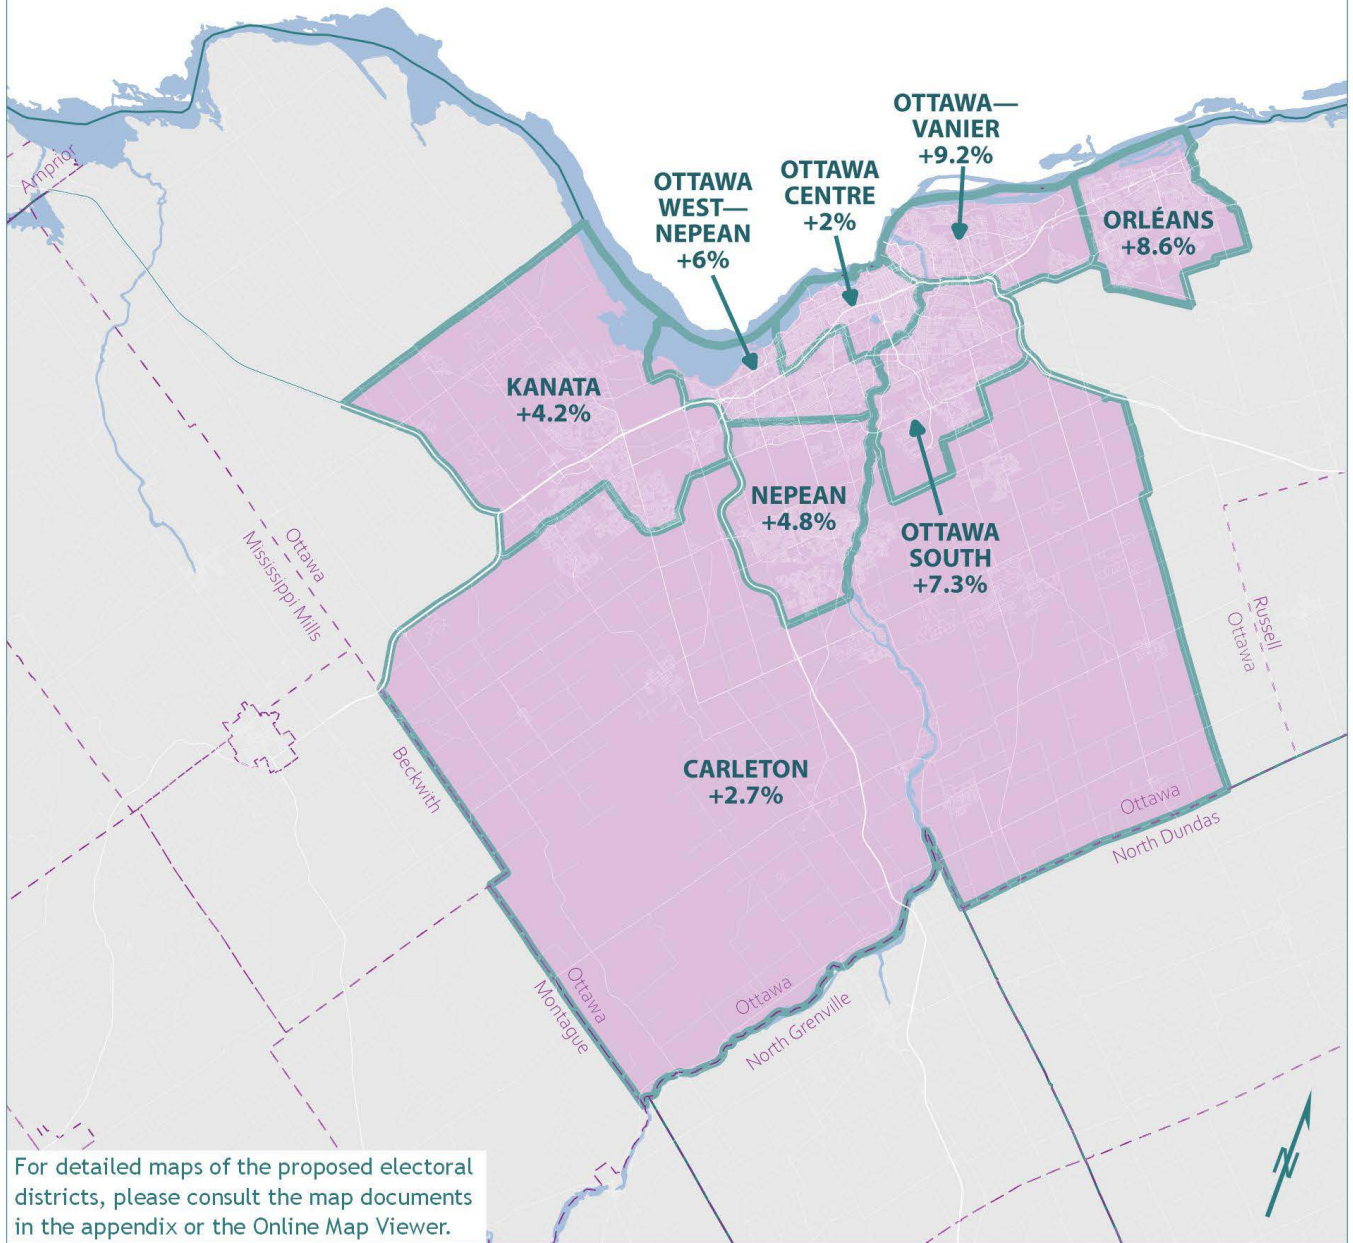 OTTAWA—
VANIER
+9.2%
OTTAWA
CENTRE
+2%
OTTAWA
WEST—
NEPEAN
+6%
ORLÉANS
+8.6%
Arnprior
KANATA
+4.2%
NEPEAN
+4.8%
OTTAWA
SOUTH
+7.3%
Ottawa
Mississippi Mills
Russell
Ottawa
CARLETON
+2.7%
Beckwith
Ottawa
North Dundas
Ottawa
Montague
Ottawa
North Grenville
For detailed maps of the proposed electoral
districts, please consult the map documents
in the appendix or the Online Map Viewer.
N